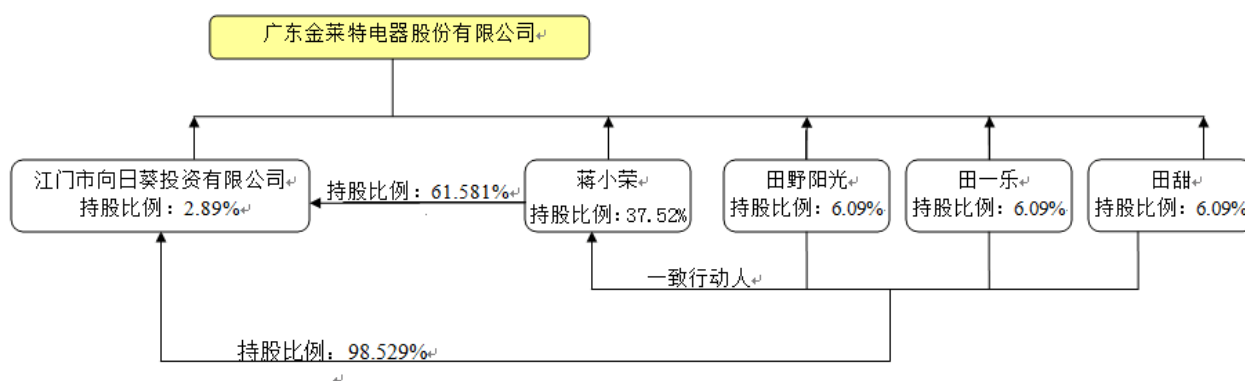 广东金莱特电器股份有限公司
江门市向日葵投资有限公司
持股比例：2.89%
持股比例：61.581%
蒋小荣
持股比例：37.52%
田野阳光
持股比例：6.09%
田一乐
持股比例：6.09%
田甜
持股比例：6.09%
一致行动人
持股比例：98.529%